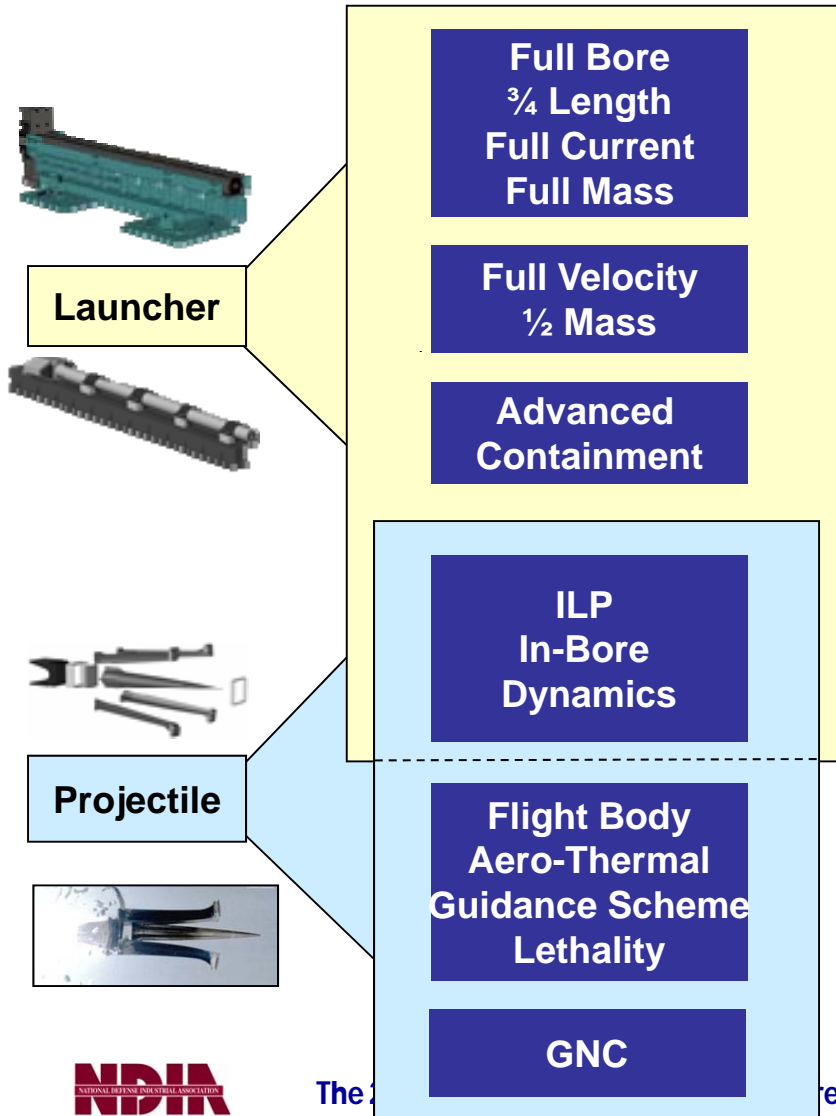 Full Bore
¾ Length
Full Current
Full Mass
Launcher
Full Velocity
½ Mass
Advanced
Containment
ILP
In-Bore
Dynamics
Projectile
Flight Body
Aero-Thermal
Guidance Scheme
Lethality
GNC
NDIA
NATIONAL DEFENSE INDUSTRIAL ASSOCIATION
The